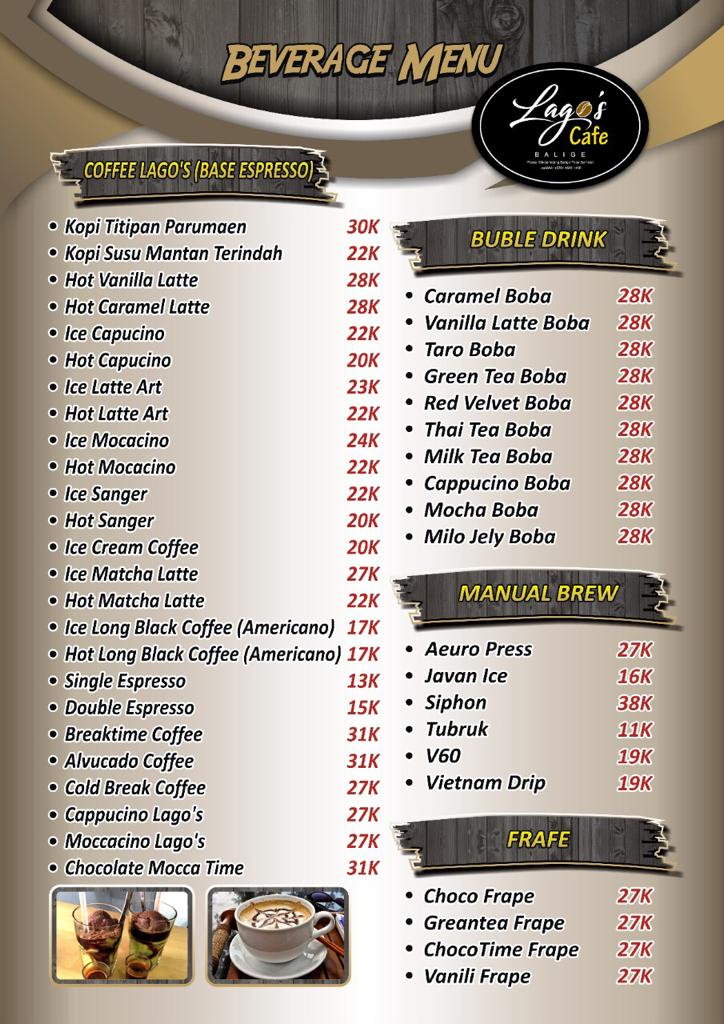 BEVERAGE MENU
Lago's
Cafe
BALIGE
COFFEE LAGO'S (BASE ESPRESSO)
• Kopi Titipan Parumaen 30K
• Kopi Susu Mantan Terindah 22K
• Hot Vanilla Latte 28K
• Hot Caramel Latte 28K
• Ice Capucino 22K
• Hot Capucino 20K
• Ice Latte Art 23K
• Hot Latte Art 22K
• Ice Mocacino 24K
• Hot Mocacino 22K
• Ice Sanger 22K
• Hot Sanger 20K
• Ice Cream Coffee 20K
• Ice Matcha Latte 27K
• Hot Matcha Latte 22K
• Ice Long Black Coffee (Americano) 17K
• Hot Long Black Coffee (Americano) 17K
• Single Espresso 13K
• Double Espresso 15K
• Breaktime Coffee 31K
• Alvucado Coffee 31K
• Cold Break Coffee 27K
• Cappucino Lago's 27K
• Moccacino Lago's 27K
• Chocolate Mocca Time 31K
BUBLE DRINK
• Caramel Boba 28K
• Vanilla Latte Boba 28K
• Taro Boba 28K
• Green Tea Boba 28K
• Red Velvet Boba 28K
• Thai Tea Boba 28K
• Milk Tea Boba 28K
• Cappucino Boba 28K
• Mocha Boba 28K
• Milo Jely Boba 28K
MANUAL BREW
• Aeuro Press 27K
• Javan Ice 16K
• Siphon 38K
• Tubruk 11K
• V60 19K
• Vietnam Drip 19K
FRAFE
• Choco Frape 27K
• Greantea Frape 27K
• ChocoTime Frape 27K
• Vanili Frape 27K